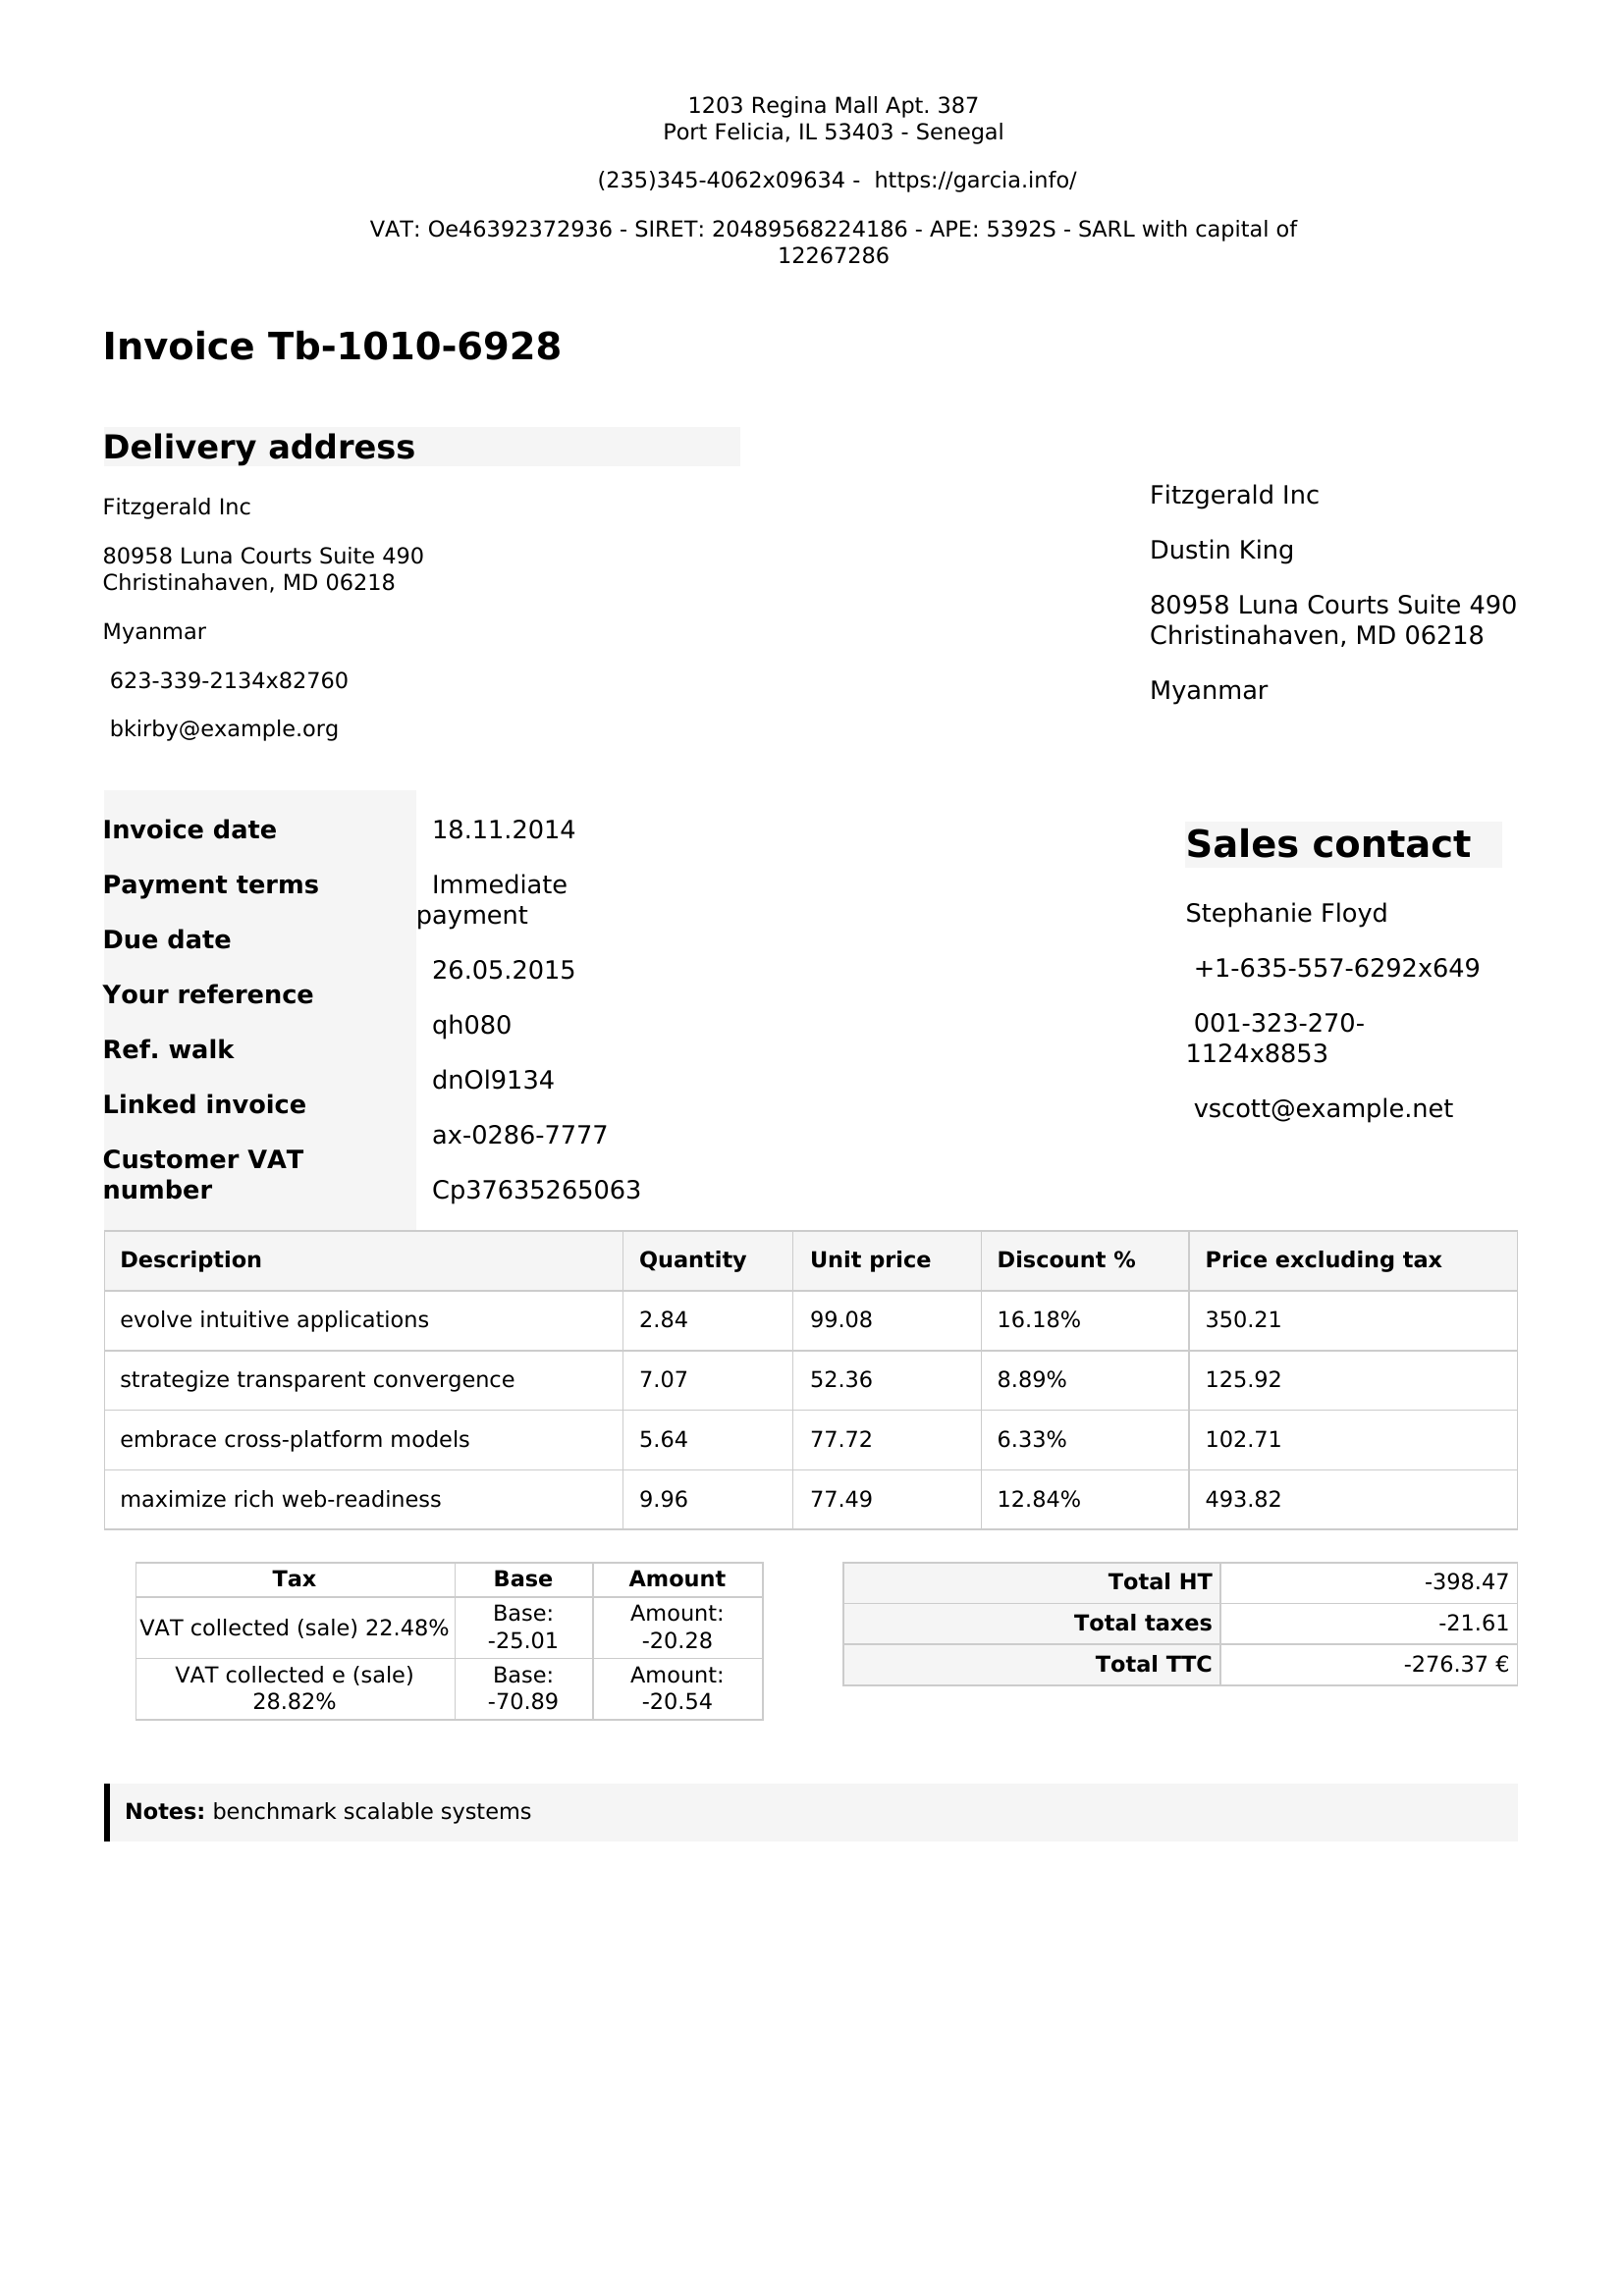 1203 Regina Mall Apt. 387
Port Felicia, IL 53403 - Senegal
(235)345-4062x09634 - https://garcia.info/
VAT: Oe46392372936 - SIRET: 20489568224186 - APE: 5392S - SARL with capital of
12267286
Invoice Tb-1010-6928
Delivery address
Fitzgerald Inc
80958 Luna Courts Suite 490
Christinahaven, MD 06218
Myanmar
623-339-2134x82760
bkirby@example.org
Fitzgerald Inc
Dustin King
80958 Luna Courts Suite 490
Christinahaven, MD 06218
Myanmar
Invoice date
Payment terms
Due date
Your reference
Ref. walk
Linked invoice
Customer VAT
number
18.11.2014
Immediate
payment
26.05.2015
qh080
dnOl9134
ax-0286-7777
Cp37635265063
Sales contact
Stephanie Floyd
+1-635-557-6292x649
001-323-270-
1124x8853
vscott@example.net
Description Quantity Unit price Discount % Price excluding tax
evolve intuitive applications 2.84 99.08 16.18% 350.21
strategize transparent convergence 7.07 52.36 8.89% 125.92
embrace cross-platform models 5.64 77.72 6.33% 102.71
maximize rich web-readiness 9.96 77.49 12.84% 493.82
Tax Base Amount
VAT collected (sale) 22.48% Base: -25.01 Amount: -20.28
VAT collected e (sale) 28.82% Base: -70.89 Amount: -20.54
Total HT -398.47
Total taxes -21.61
Total TTC -276.37 €
Notes: benchmark scalable systems